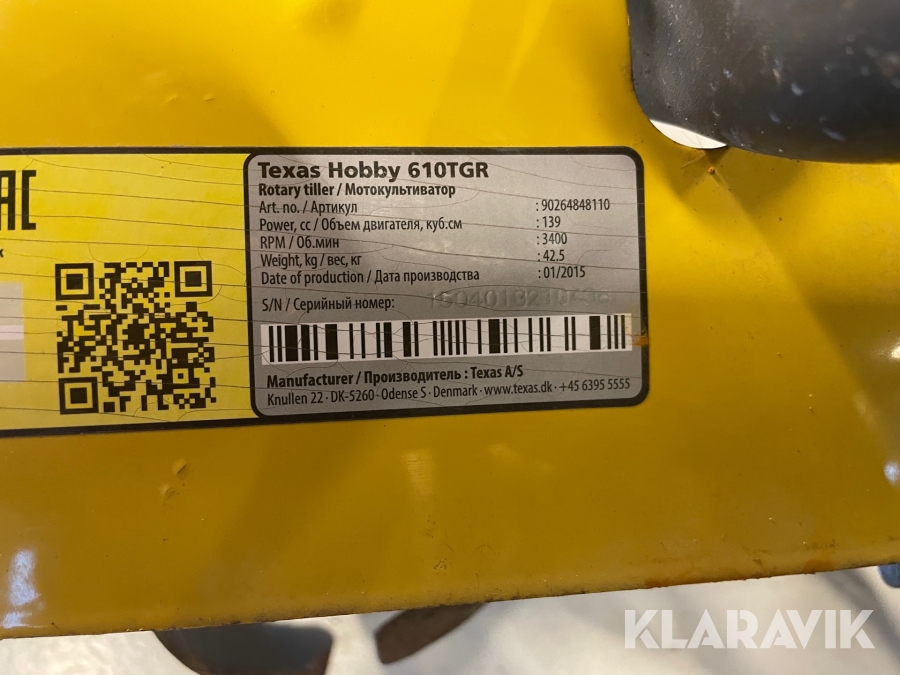 Texas Hobby 610TGR
Rotary tiller / Мотокультиватор
Art. no. / Артикул : 90264848110
Power, cc / Объем двигателя, куб.см : 139
RPM / Об.мин : 3400
Weight, kg / вес, кг : 42.5
Date of production / Дата производства : 01/2015
S/N / Серийный номер:
Manufacturer / Производитель : Texas A/S
Knullen 22 · DK-5260 · Odense S · Denmark · www.texas.dk · +45 6395 5555
KLARAVIK